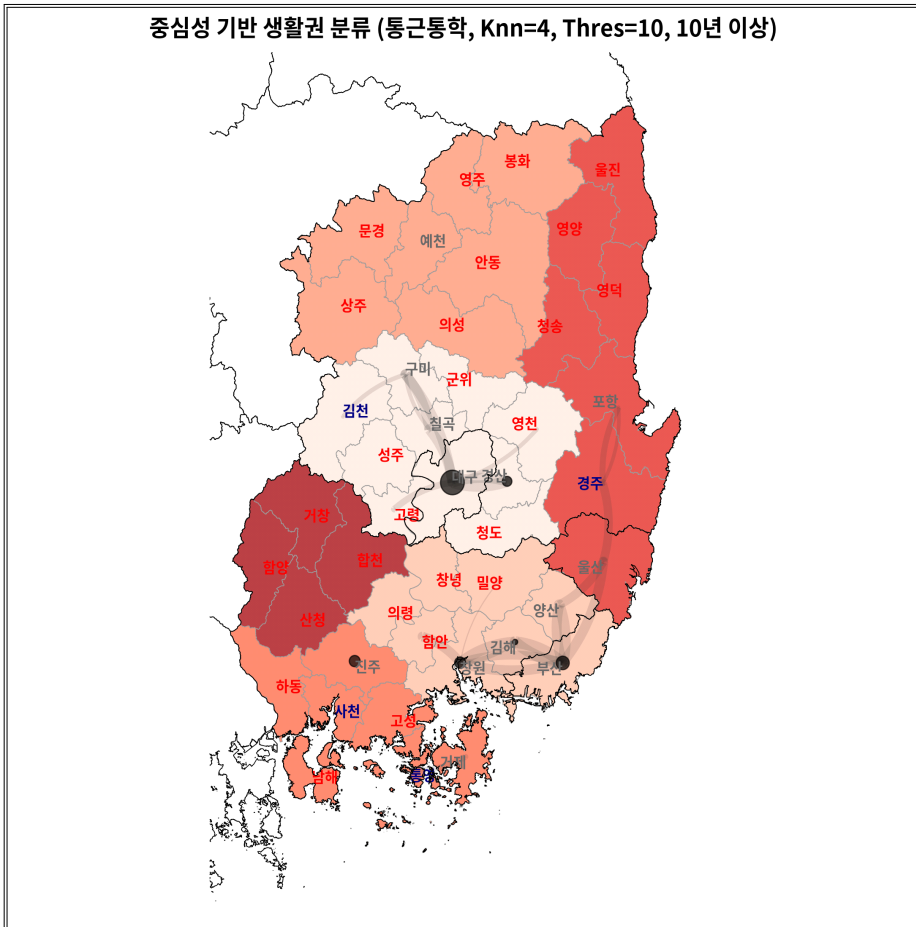 중심성 기반 생활권 분류 (통근통학, Knn=4, Thres=10, 10년 이상)
봉화
울진
영주
영양
문경
예천
안동
영덕
상주
의성
청송
구미
군위
포항
김천
칠곡
영천
성주
대구
경산
경주
거창
고령
청도
합천
함양
울산
창녕
밀양
의령
양산
산청
함안
김해
진주
창원
부산
하동
사천
고성
거제
남해
통영